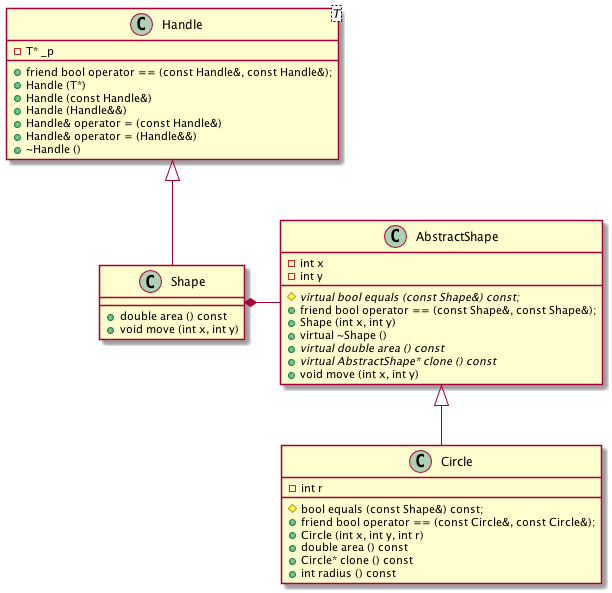 C Handle
T
T* _p
friend bool operator == (const Handle&, const Handle&);
Handle (T*)
Handle (const Handle&)
Handle (Handle&&)
Handle& operator = (const Handle&)
Handle& operator = (Handle&&)
~Handle ()
C AbstractShape
int x
int y
virtual bool equals (const Shape&) const;
friend bool operator == (const Shape&, const Shape&);
Shape (int x, int y)
virtual ~Shape ()
virtual double area () const
virtual AbstractShape* clone () const
void move (int x, int y)
C Shape
double area () const
void move (int x, int y)
C Circle
int r
bool equals (const Shape&) const;
friend bool operator == (const Circle&, const Circle&);
Circle (int x, int y, int r)
double area () const
Circle* clone () const
int radius () const